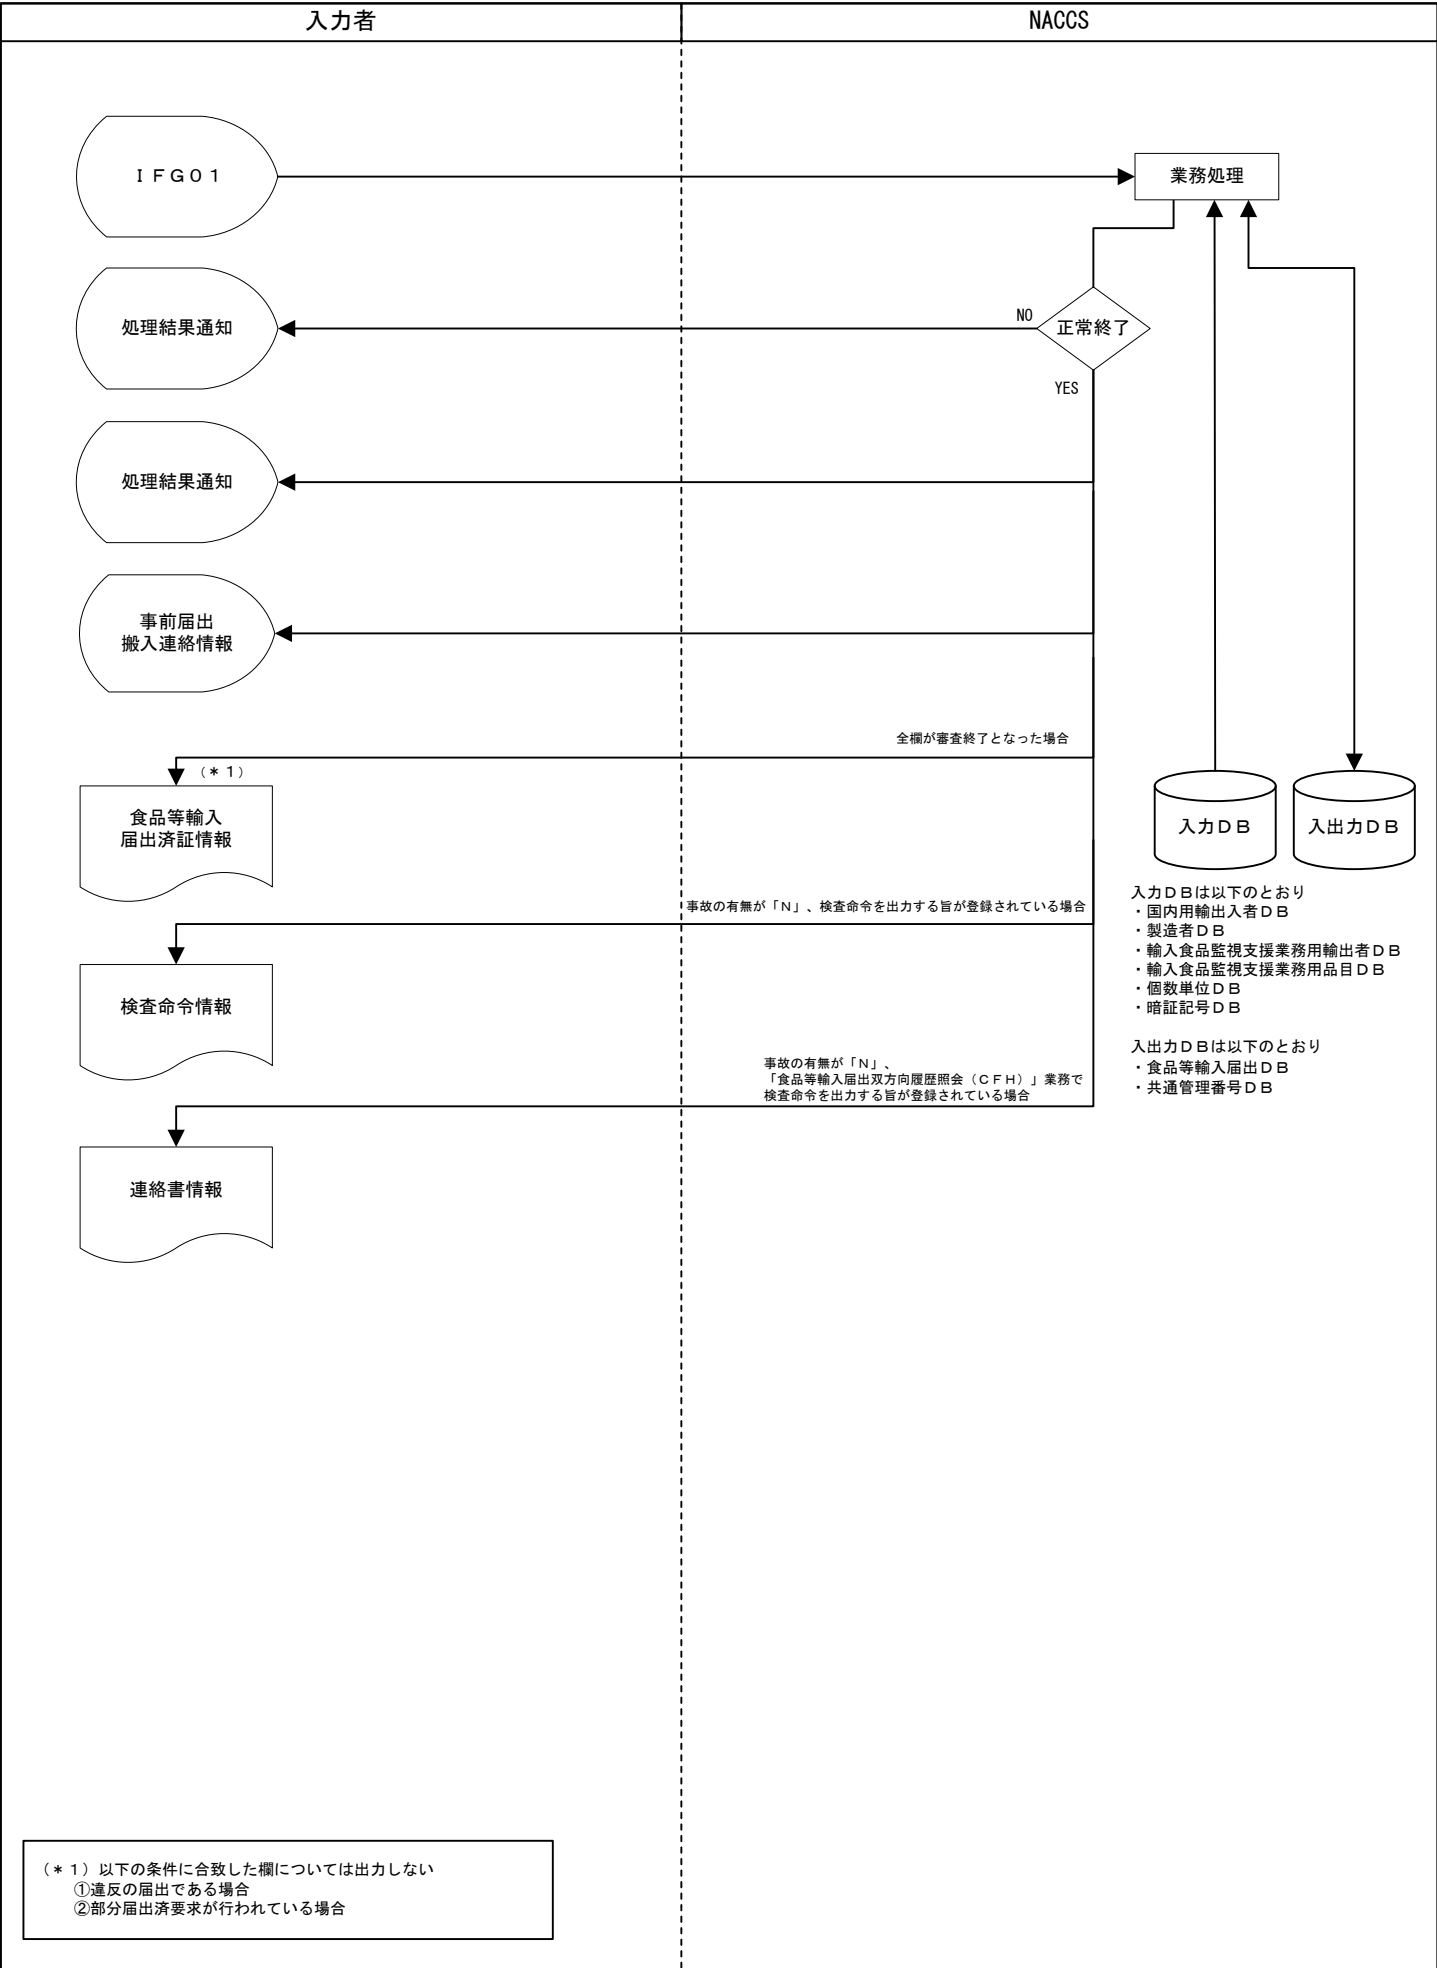 入力者
NACCS
ＩＦＧ０１
業務処理
処理結果通知
NO
正常終了
YES
処理結果通知
事前届出
搬入連絡情報
全欄が審査終了となった場合
（＊１）
食品等輸入
届出済証情報
入力ＤＢ
入出力ＤＢ
入力ＤＢは以下のとおり
・国内用輸出入者ＤＢ
・製造者ＤＢ
・輸入食品監視支援業務用輸出者ＤＢ
・輸入食品監視支援業務用品目ＤＢ
・個数単位ＤＢ
・暗証記号ＤＢ
事故の有無が「Ｎ」、検査命令を出力する旨が登録されている場合
検査命令情報
入出力ＤＢは以下のとおり
・食品等輸入届出ＤＢ
・共通管理番号ＤＢ
事故の有無が「Ｎ」、
「食品等輸入届出双方向履歴照会（ＣＦＨ）」業務で
検査命令を出力する旨が登録されている場合
連絡書情報
（＊１）以下の条件に合致した欄については出力しない
①違反の届出である場合
②部分届出済要求が行われている場合